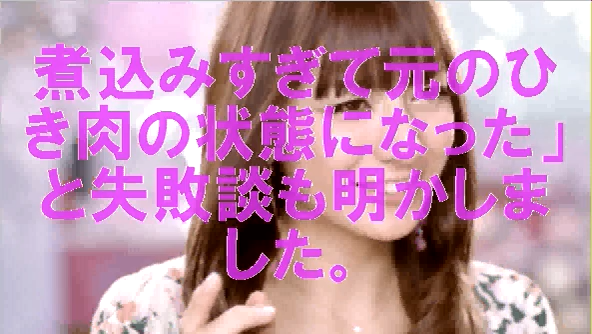 煮込みすぎて元のひ
き肉の状態になった」
と失敗談も明かしま
した。